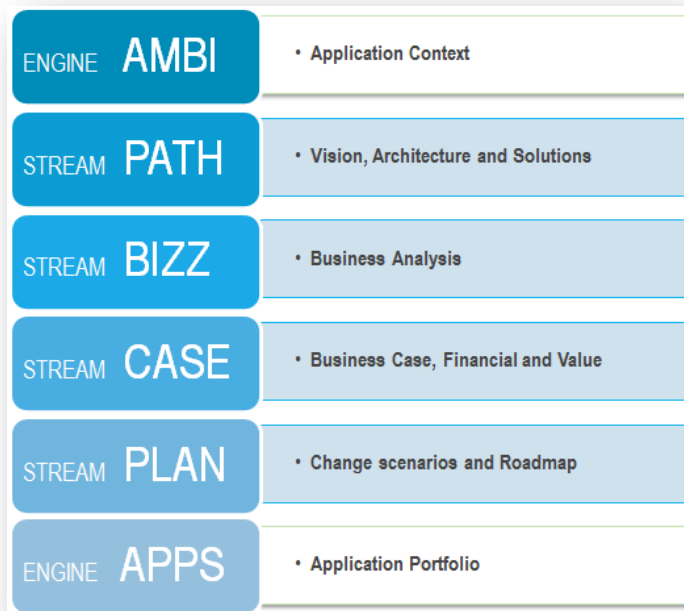 ENGINE AMBI
• Application Context
STREAM PATH
• Vision, Architecture and Solutions
STREAM BIZZ
• Business Analysis
STREAM CASE
• Business Case, Financial and Value
STREAM PLAN
• Change scenarios and Roadmap
ENGINE APPS
• Application Portfolio